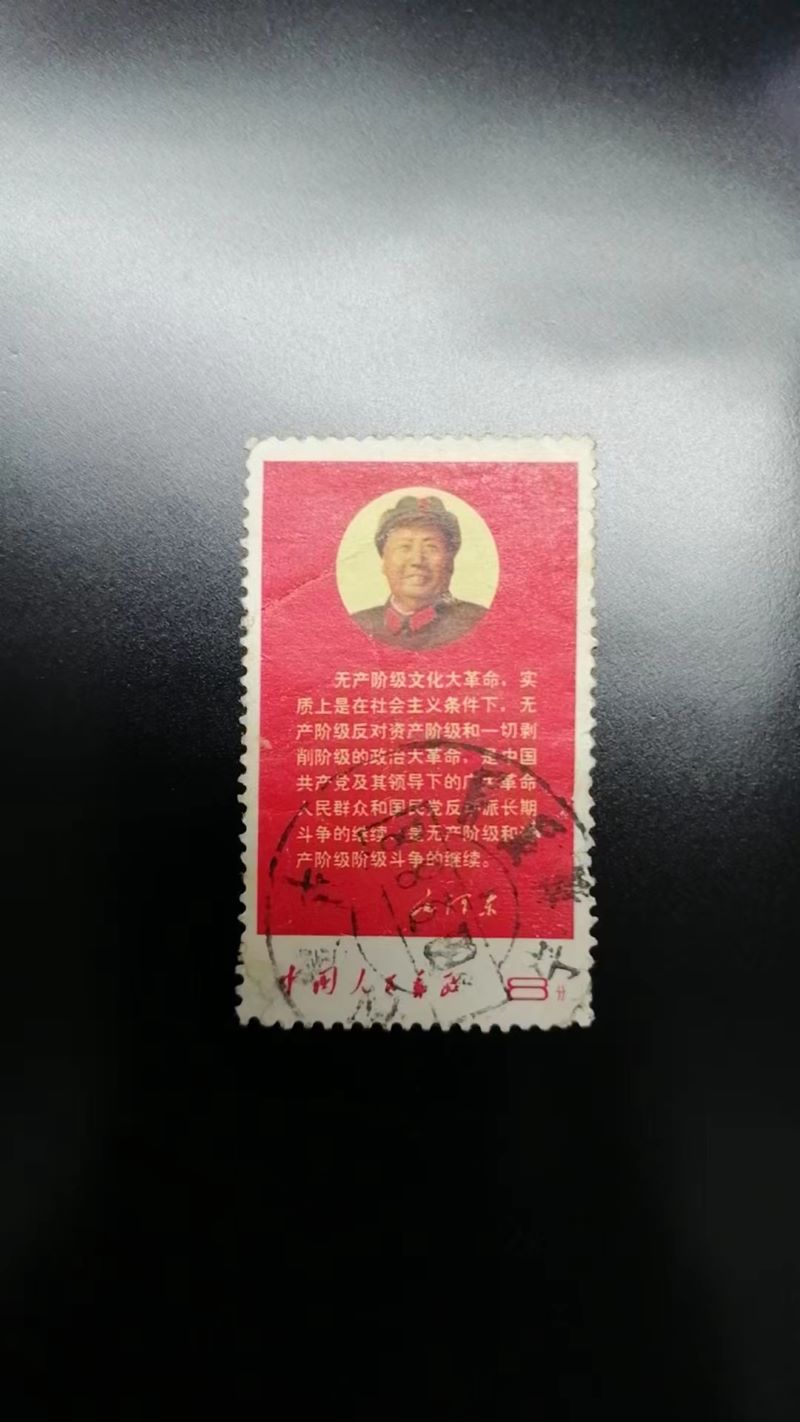 无产阶级文化大革命，实
质上是在社会主义条件下，无
产阶级反对资产阶级和一切剥
削阶级的政治大革命，是中国
共产党及其领导下的广大革命
人民群众和国民党反动派长期
斗争的继续，是无产阶级和资
产阶级阶级斗争的继续。
毛泽东
中国人民邮政 8分